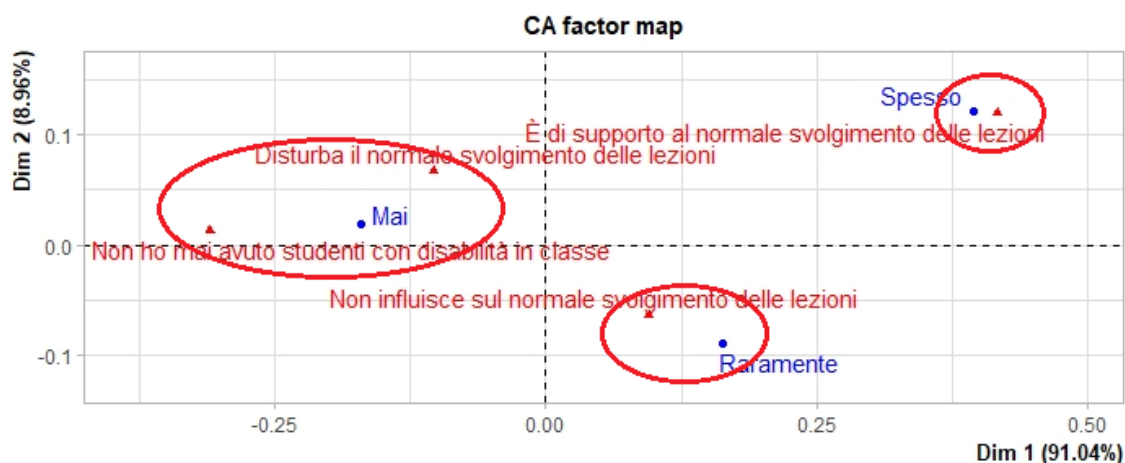 CA factor map
Dim 2 (8.96%)
0.1
0.0
-0.1
Spesso
È di supporto al normale svolgimento delle lezioni
Disturba il normale svolgimento delle lezioni
Mai
Non ho mai avuto studenti con disabilità in classe
Non influisce sul normale svolgimento delle lezioni
Raramente
-0.25 0.00 0.25 0.50
Dim 1 (91.04%)